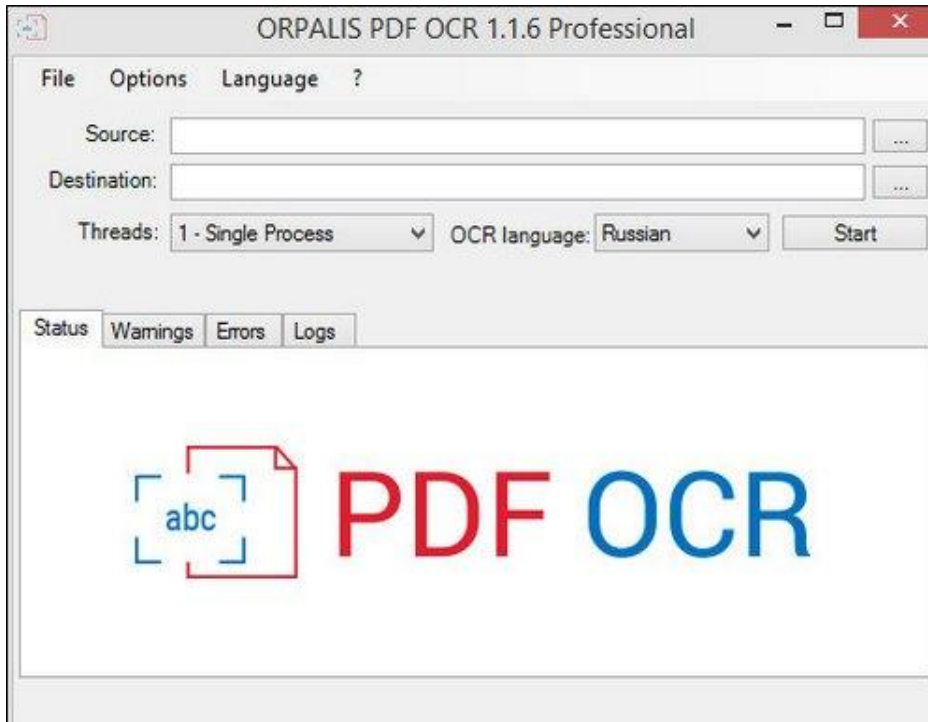 ORPALIS PDF OCR 1.1.6 Professional
File Options Language ?
Source: ...
Destination: ...
Threads: 1 - Single Process OCR language: Russian Start
Status Warnings Errors Logs
abc PDF OCR